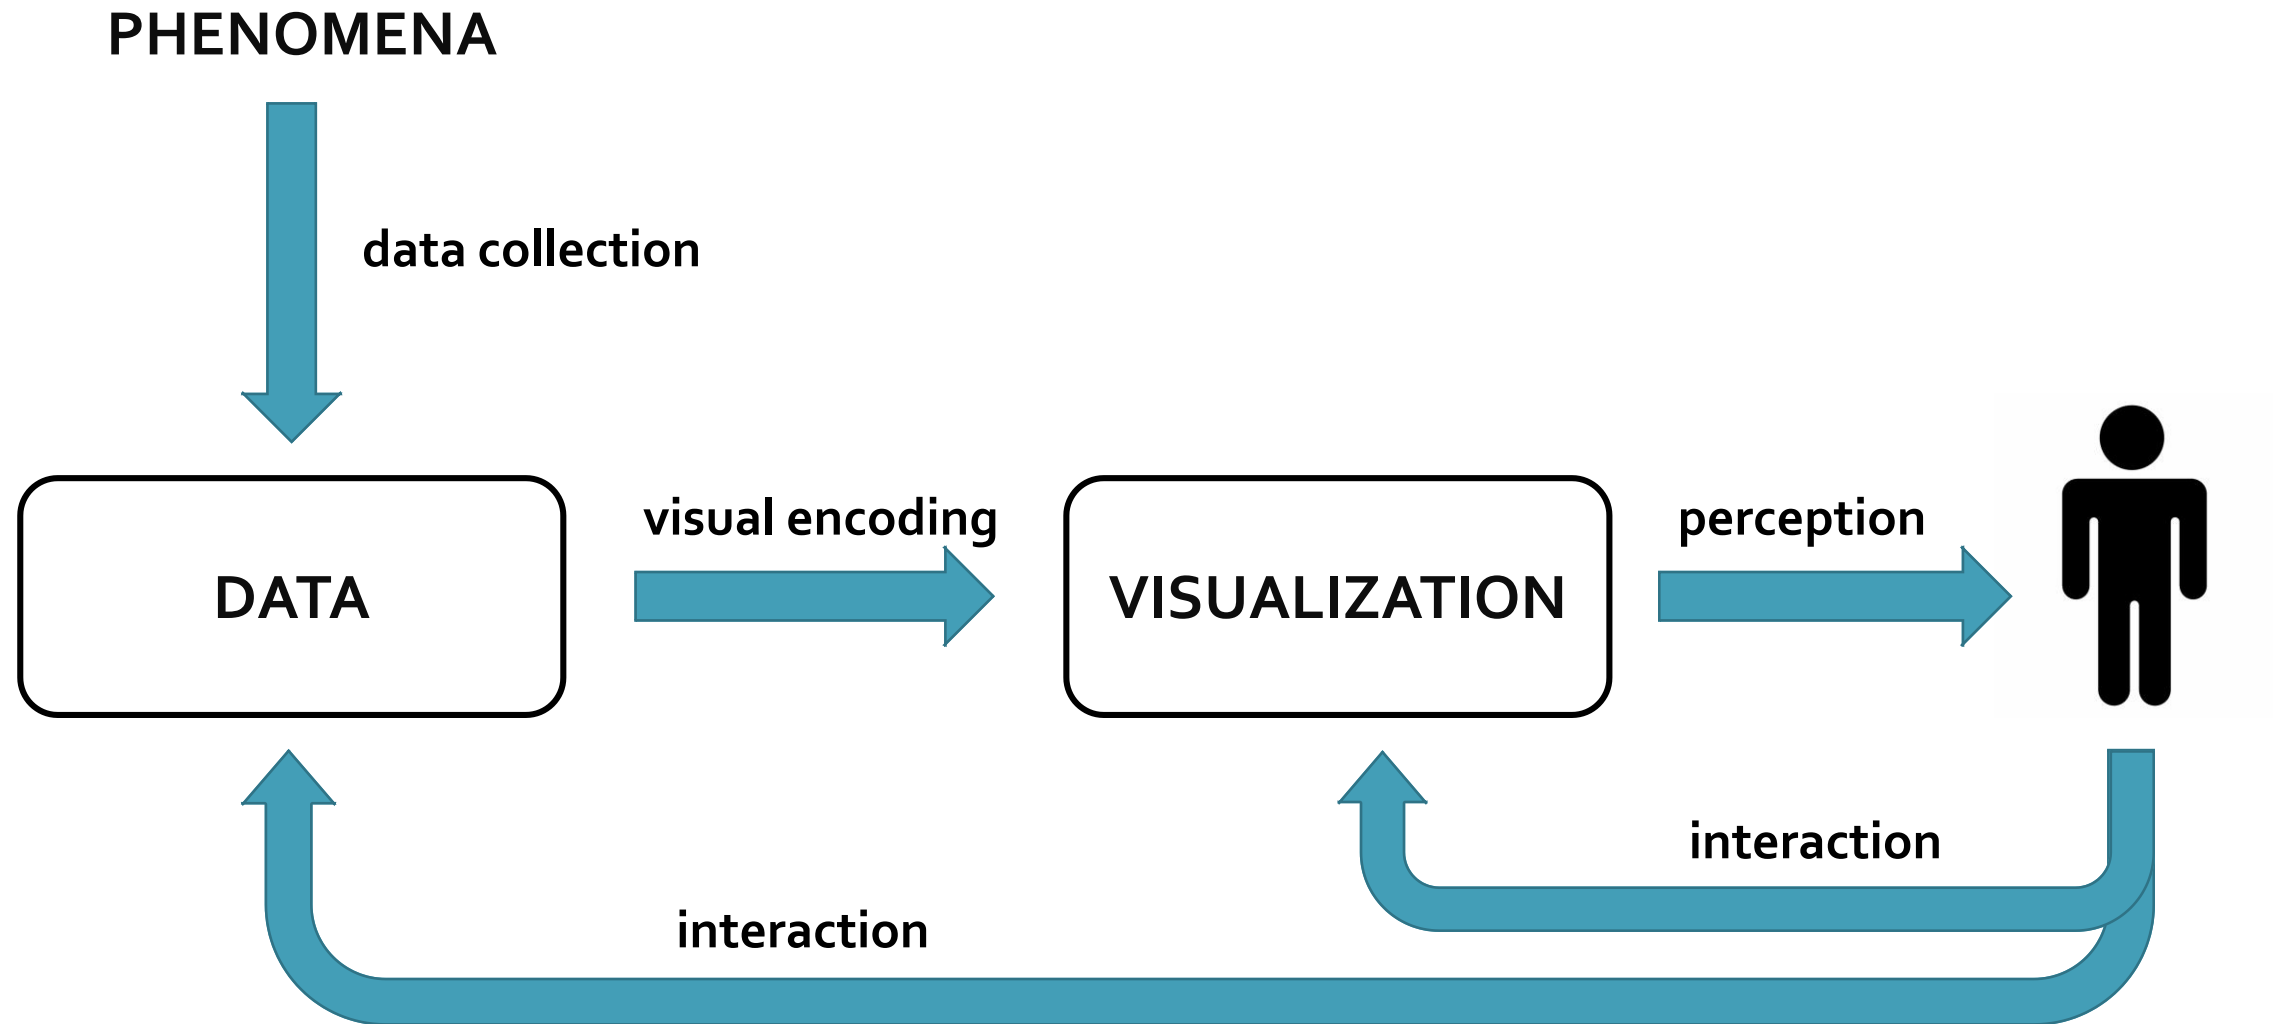 PHENOMENA
data collection
visual encoding
perception
DATA
VISUALIZATION
interaction
interaction